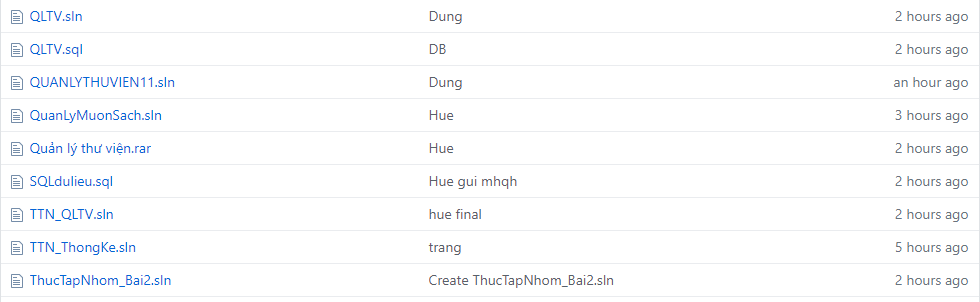 QLTV.sln Dung 2 hours ago
QLTV.sql DB 2 hours ago
QUANLYTHUVIEN11.sln Dung an hour ago
QuanLyMuonSach.sln Hue 3 hours ago
Quản lý thư viện.rar Hue 2 hours ago
SQLdulieu.sql Hue gui mhqh 2 hours ago
TTN_QLTV.sln hue final 2 hours ago
TTN_ThongKe.sln trang 5 hours ago
ThucTapNhom_Bai2.sln Create ThucTapNhom_Bai2.sln 2 hours ago